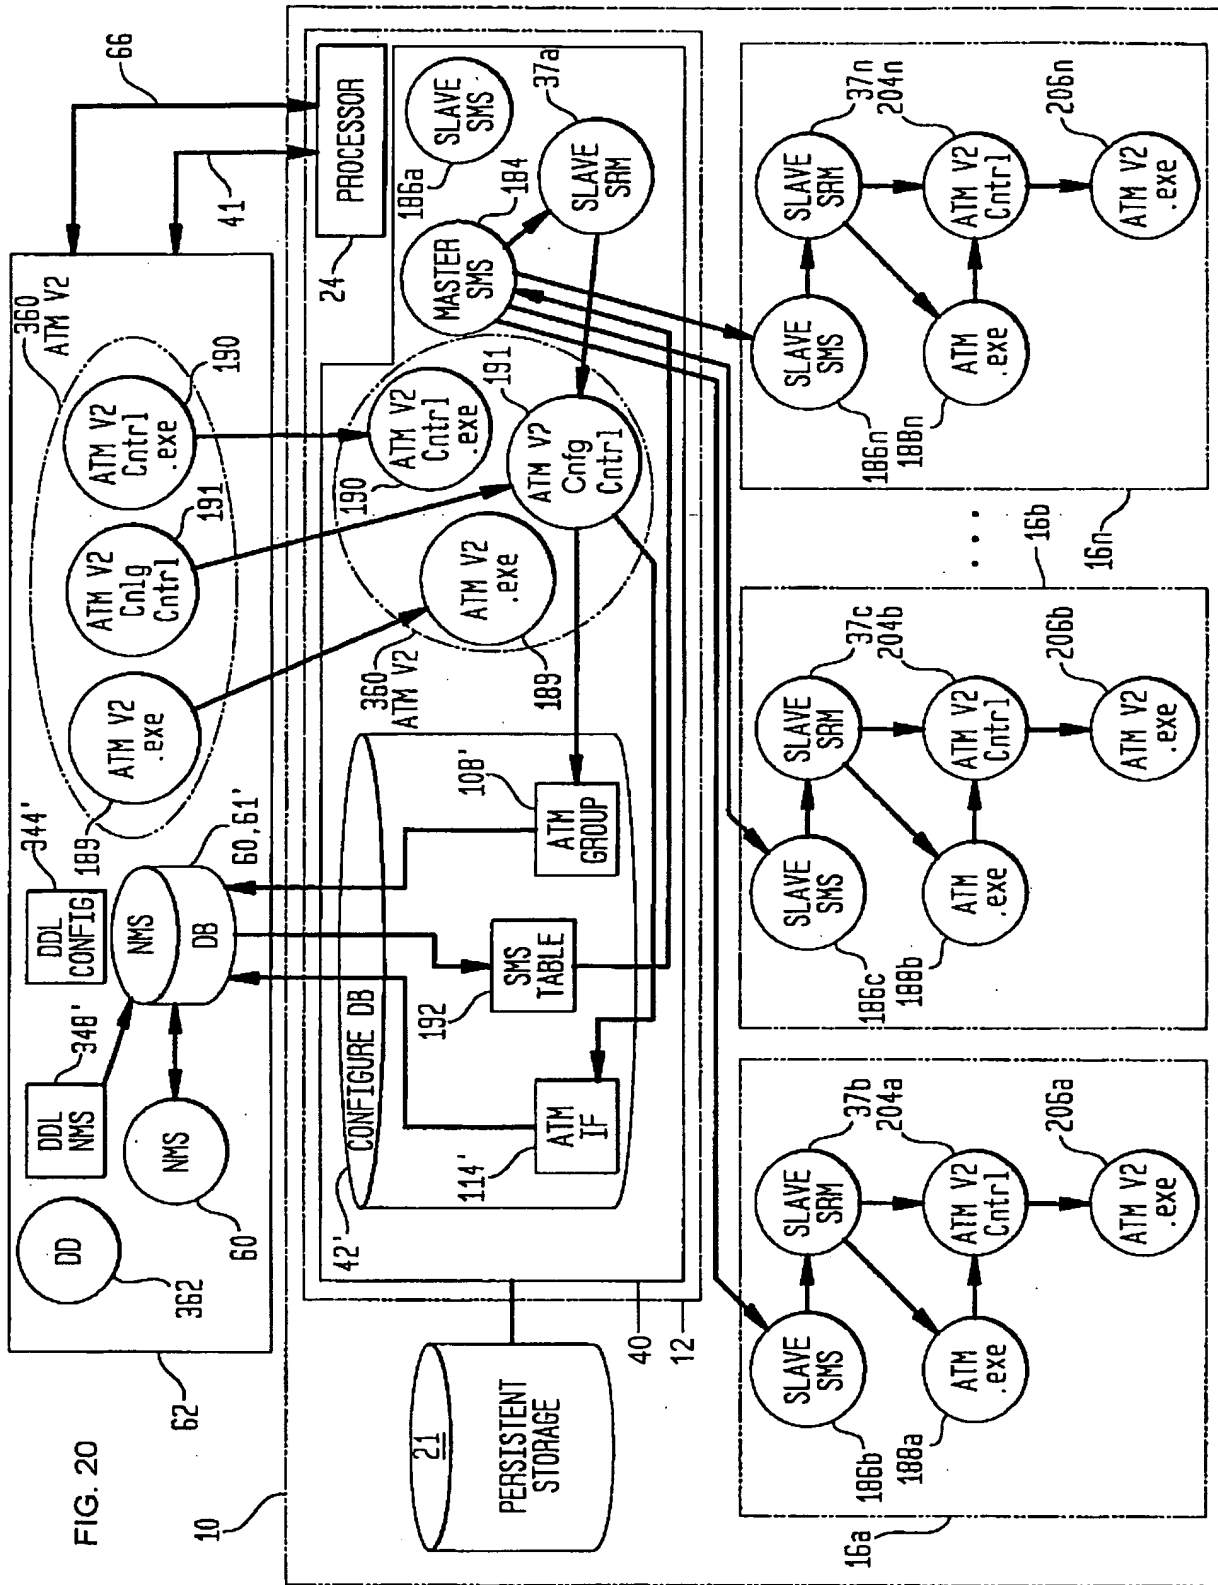 FIG. 20
10
62
DD
362
DDL
NMS
348'
NMS
60
DDL
CONFIG
344'
NMS
DB
60,61'
189
ATM V2
.exe
ATM V2
Cnlg
Cntrl
191
ATM V2
Cntrl
.exe
190
360
ATM V2
41
66
21
PERSISTENT
STORAGE
40
12
42'
CONFIGURE DB
ATM
IF
114'
SMS
TABLE
192
ATM
GROUP
108'
360
ATM V2
189
ATM V2
.exe
190
ATM V2
Cntrl
.exe
191
ATM V?
Cnfg
Cntrl
24
PROCESSOR
MASTER
SMS
184
186a
SLAVE
SMS
SLAVE
SRM
37a
16a
186b
SLAVE
SMS
188a
ATM
.exe
SLAVE
SRM
37b
204a
ATM V2
Cntrl
206a
ATM V2
.exe
16b
186c
SLAVE
SMS
188b
ATM
.exe
SLAVE
SRM
37c
204b
ATM V2
Cntrl
206b
ATM V2
.exe
. . . .
16n
186n
SLAVE
SMS
188n
ATM
.exe
SLAVE
SRM
37n
204n
ATM V2
Cntrl
206n
ATM V2
.exe